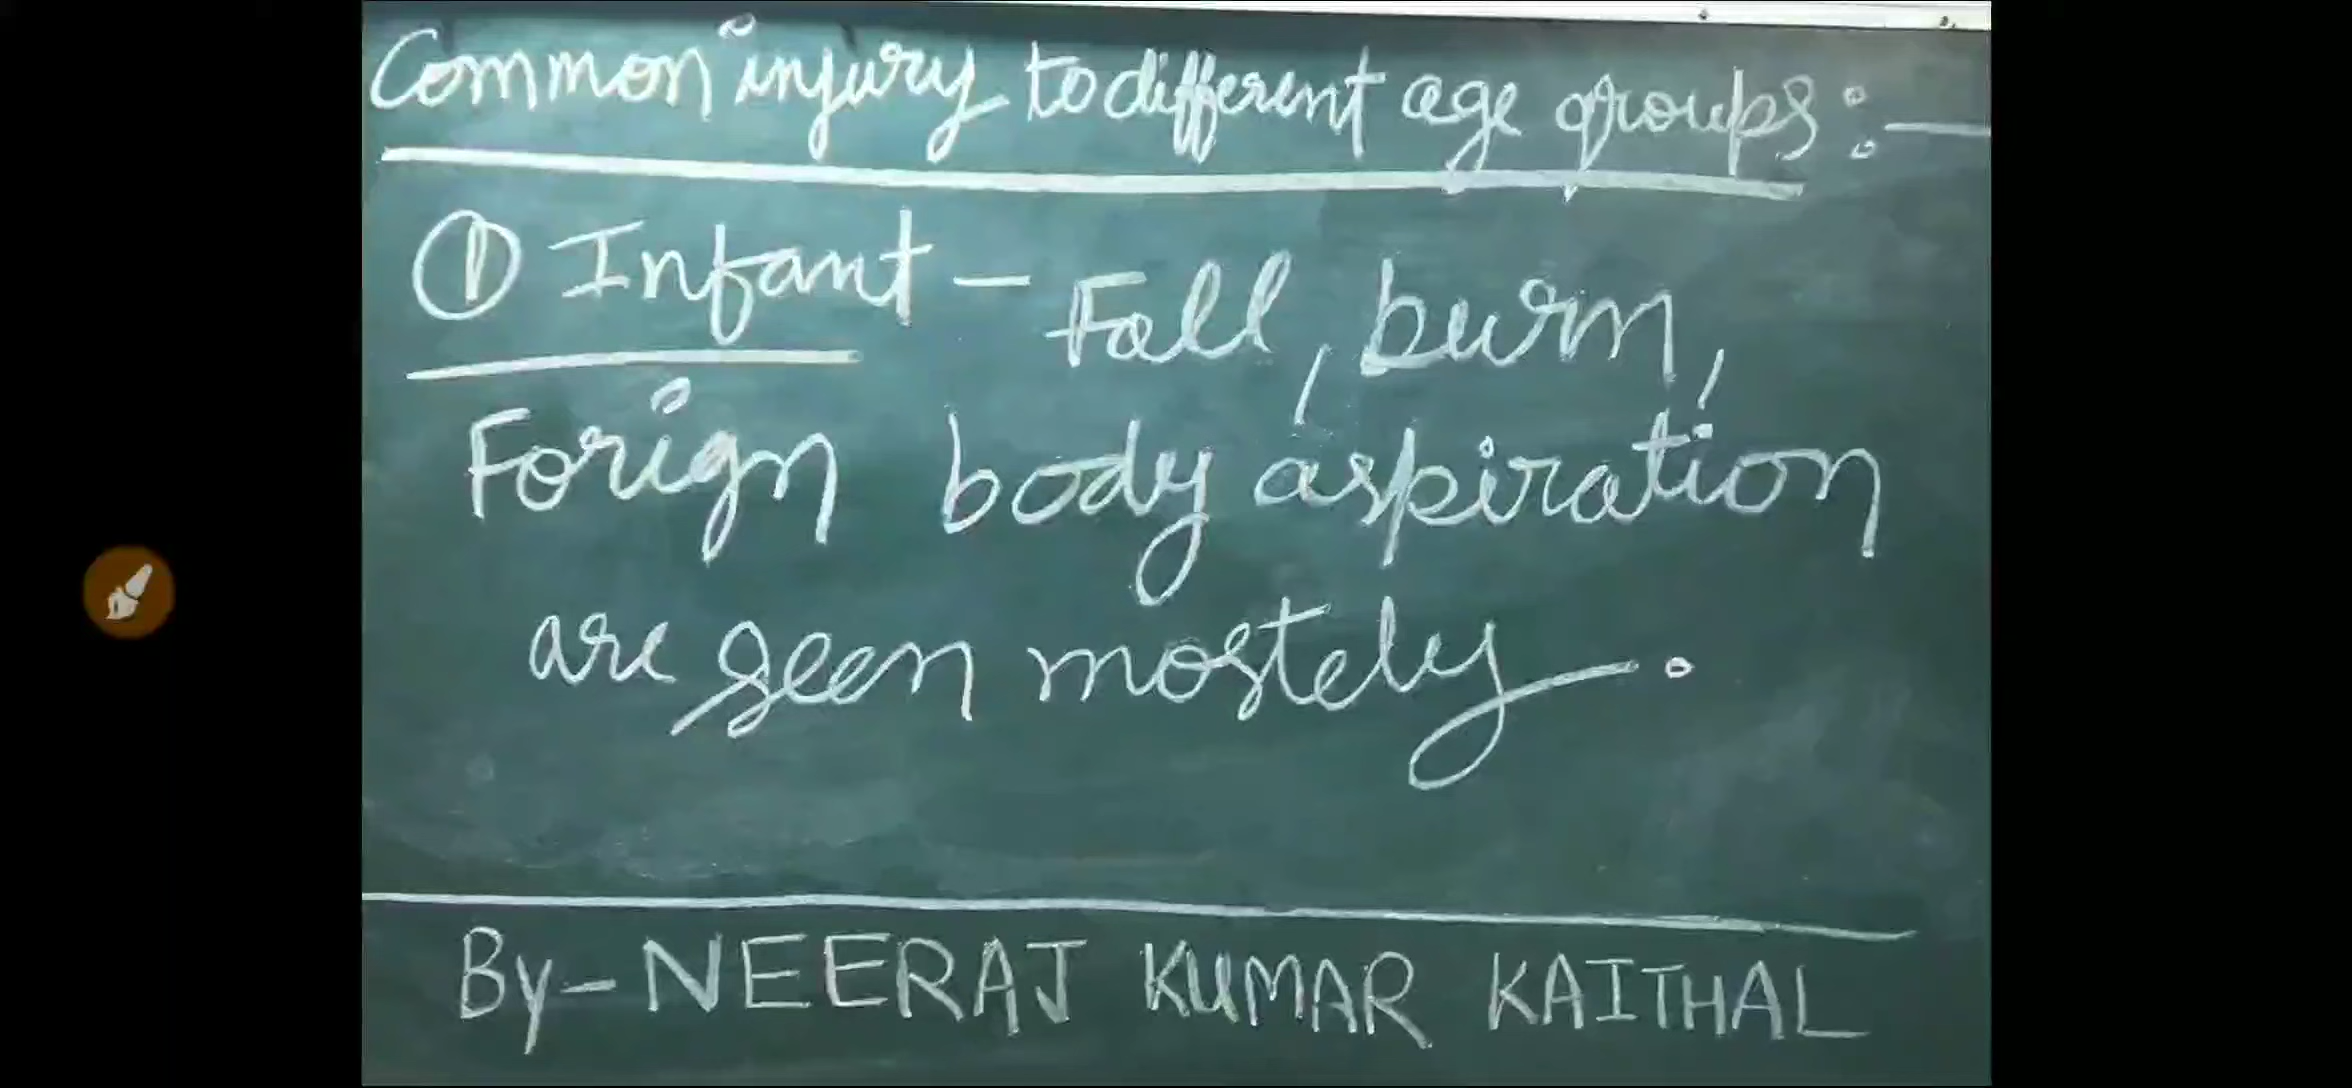 Common injury to different age groups :-
① Infant - Fall, burn,
Forign body aspiration
are seen mostely.
By- NEERAJ KUMAR KAITHAL